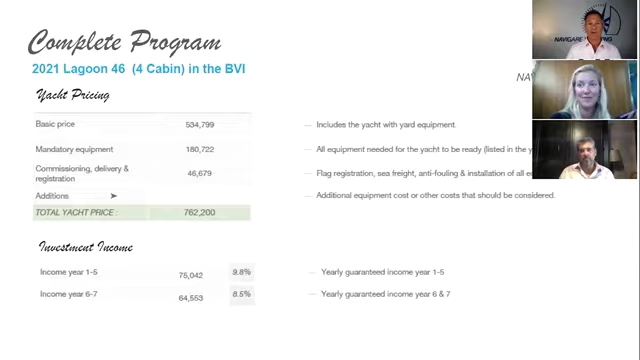 Complete Program
2021 Lagoon 46 (4 Cabin) in the BVI
Yacht Pricing
Basic price 534,799 — Includes the yacht with yard equipment.
Mandatory equipment 180,722 — All equipment needed for the yacht to be ready (listed in the
Commissioning, delivery &
registration 46,679 — Flag registration, sea freight, anti-fouling & installation of all
Additions — Additional equipment cost or other costs that should be considered.
TOTAL YACHT PRICE : 762,200
Investment Income
Income year 1-5 75,042 9.8% — Yearly guaranteed income year 1-5
Income year 6-7 64,553 8.5% — Yearly guaranteed income year 6 & 7